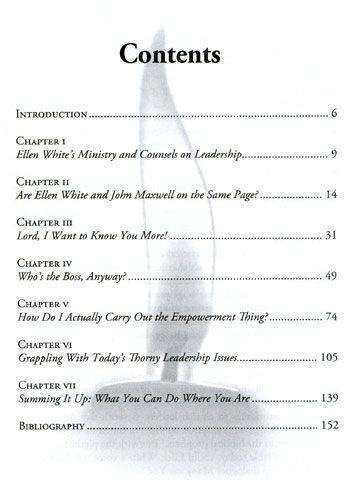 Contents
Introduction 6
Chapter I
Ellen White's Ministry and Counsels on Leadership 9
Chapter II
Are Ellen White and John Maxwell on the Same Page? 14
Chapter III
Lord, I Want to Know You More! 31
Chapter IV
Who's the Boss, Anyway? 49
Chapter V
How Do I Actually Carry Out the Empowerment Thing? 74
Chapter VI
Grappling With Today's Thorny Leadership Issues 105
Chapter VII
Summing It Up: What You Can Do Where You Are 139
Bibliography 152